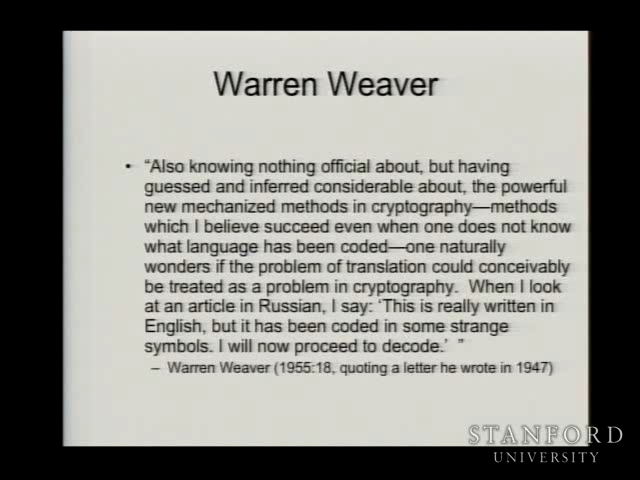 Warren Weaver
• “Also knowing nothing official about, but having
guessed and inferred considerable about, the powerful
new mechanized methods in cryptography—methods
which I believe succeed even when one does not know
what language has been coded—one naturally
wonders if the problem of translation could conceivably
be treated as a problem in cryptography.  When I look
at an article in Russian, I say: ‘This is really written in
English, but it has been coded in some strange
symbols. I will now proceed to decode.’ ”
– Warren Weaver (1955:18, quoting a letter he wrote in 1947)
STANFORD
UNIVERSITY